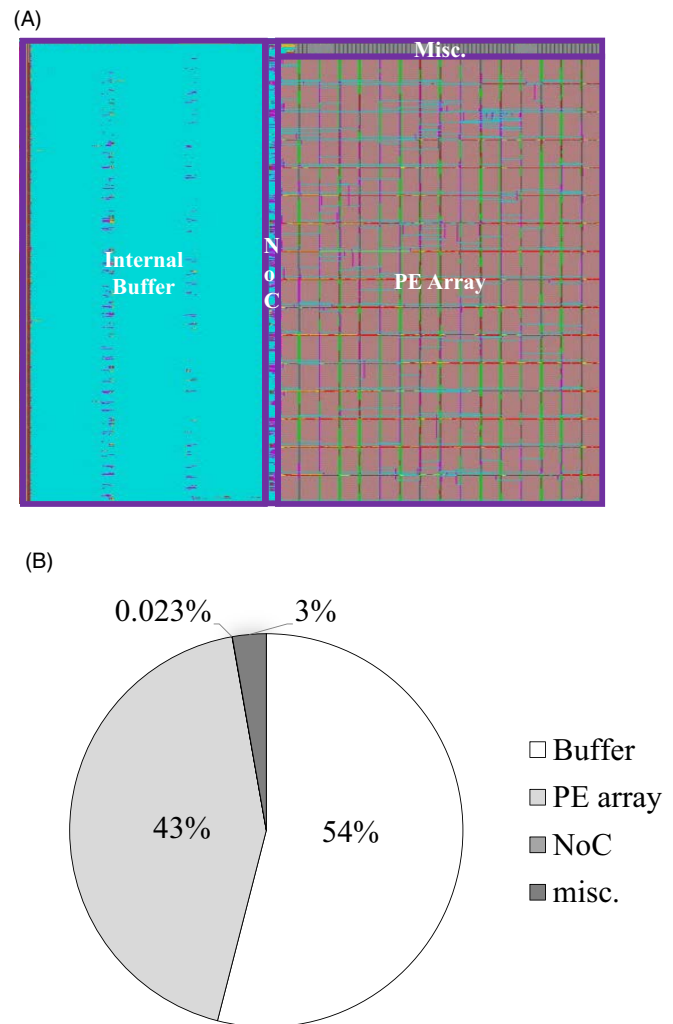 (A)
Misc.
Internal
Buffer
N
o
C
PE Array
(B)
0.023%
3%
43%
54%
Buffer
PE array
NoC
misc.